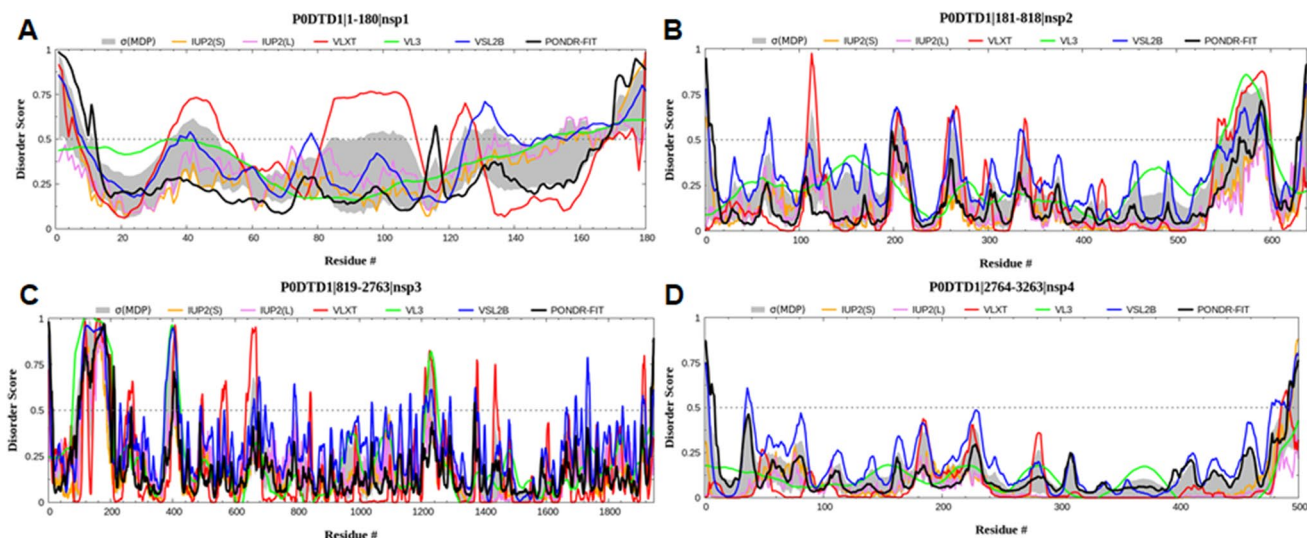 A
P0DTD1|1-180|nsp1
σ(MDP) IUP2(S) IUP2(L) VLXT VL3 VSL2B PONDR-FIT
Disorder Score
1
0.75
0.5
0.25
0
0 20 40 60 80 100 120 140 160 180
Residue #
B
P0DTD1|181-818|nsp2
σ(MDP) IUP2(S) IUP2(L) VLXT VL3 VSL2B PONDR-FIT
Disorder Score
1
0.75
0.5
0.25
0
0 100 200 300 400 500 600
Residue #
C
P0DTD1|819-2763|nsp3
σ(MDP) IUP2(S) IUP2(L) VLXT VL3 VSL2B PONDR-FIT
Disorder Score
1
0.75
0.5
0.25
0
0 200 400 600 800 1000 1200 1400 1600 1800
Residue #
D
P0DTD1|2764-3263|nsp4
σ(MDP) IUP2(S) IUP2(L) VLXT VL3 VSL2B PONDR-FIT
Disorder Score
1
0.75
0.5
0.25
0
0 100 200 300 400 500
Residue #